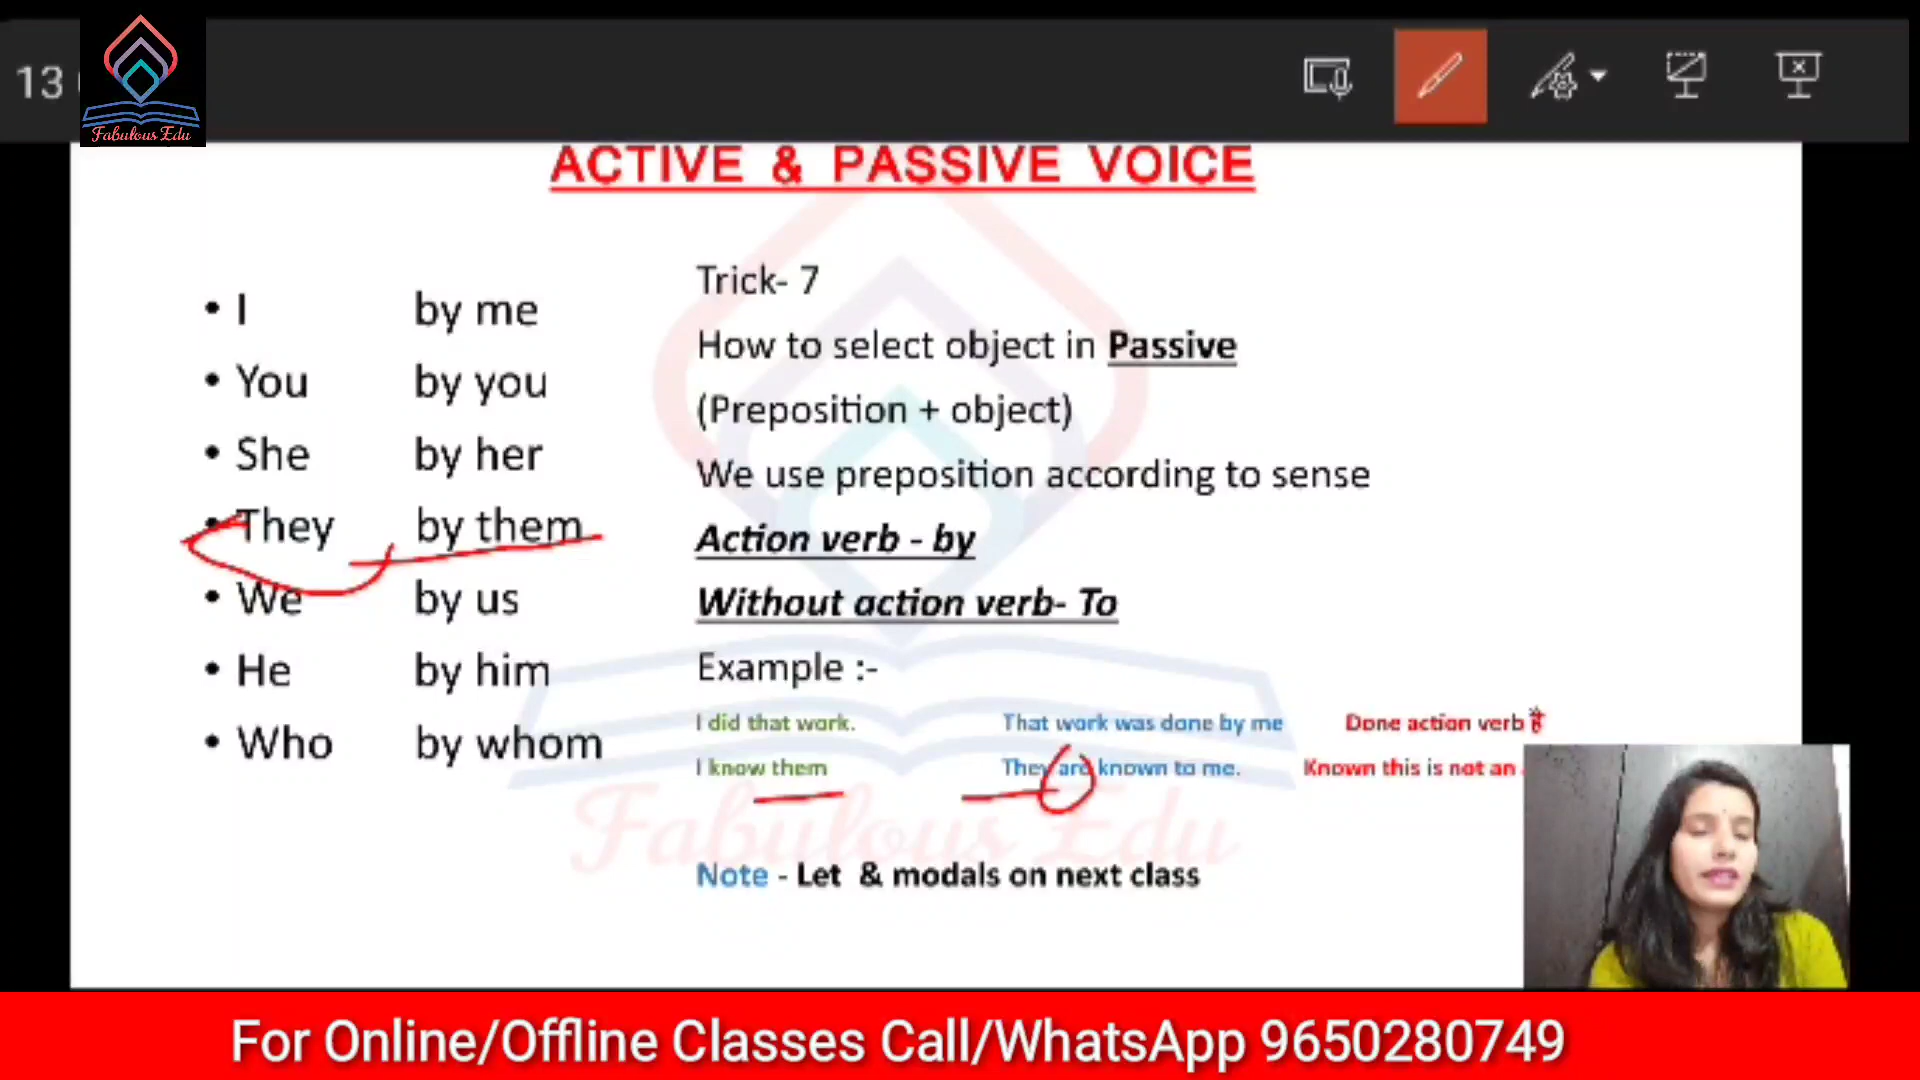 13
Fabulous Edu
ACTIVE & PASSIVE VOICE
• I by me
• You by you
• She by her
• They by them
• We by us
• He by him
• Who by whom
Trick- 7
How to select object in Passive
(Preposition + object)
We use preposition according to sense
Action verb - by
Without action verb- To
Example :-
I did that work. That work was done by me Done action verb है
I know them They are known to me. Known this is not an
Fabulous Edu
Note - Let & modals on next class
For Online/Offline Classes Call/WhatsApp 9650280749